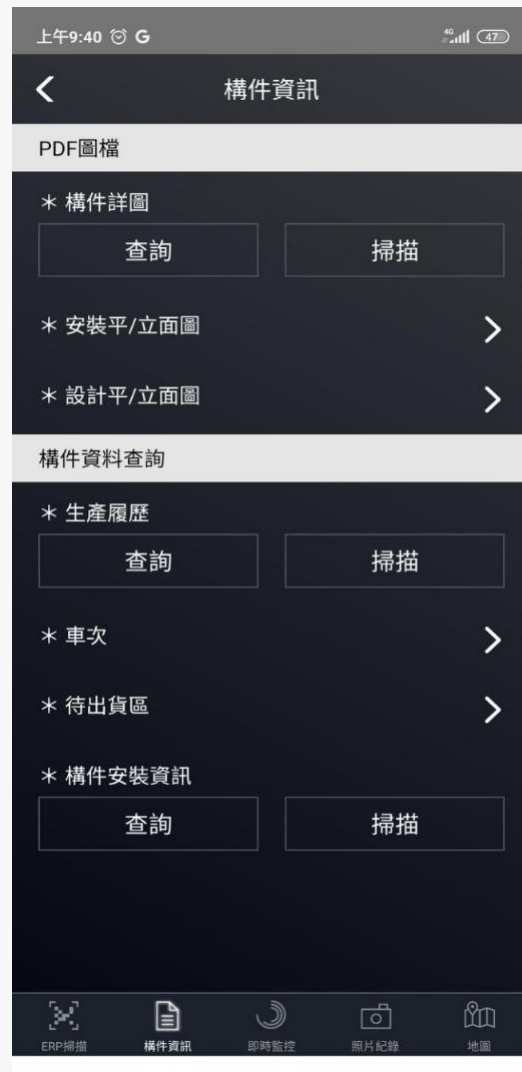 上午9:40 G 4G 47
構件資訊
PDF圖檔
＊構件詳圖
查詢 掃描
＊安裝平/立面圖
＊設計平/立面圖
構件資料查詢
＊生產履歷
查詢 掃描
＊車次
＊待出貨區
＊構件安裝資訊
查詢 掃描
ERP掃描 構件資訊 即時監控 照片紀錄 地圖